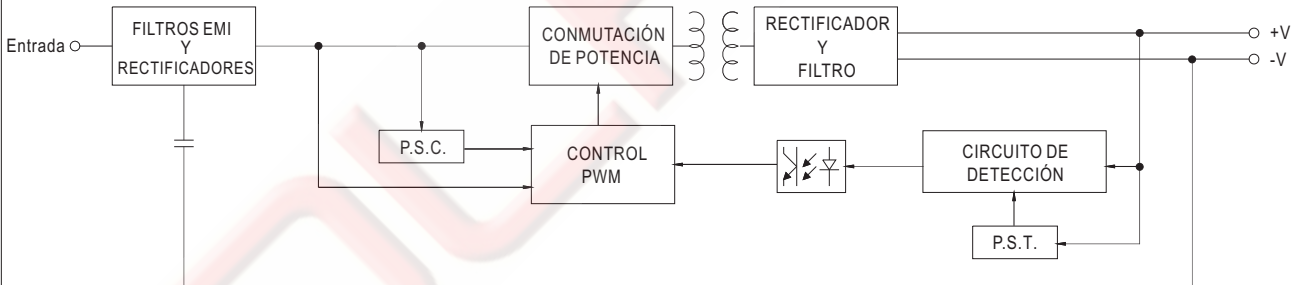 Entrada
FILTROS EMI
Y
RECTIFICADORES
CONMUTACIÓN
DE POTENCIA
RECTIFICADOR
Y
FILTRO
+V
-V
P.S.C.
CONTROL
PWM
CIRCUITO DE
DETECCIÓN
P.S.T.